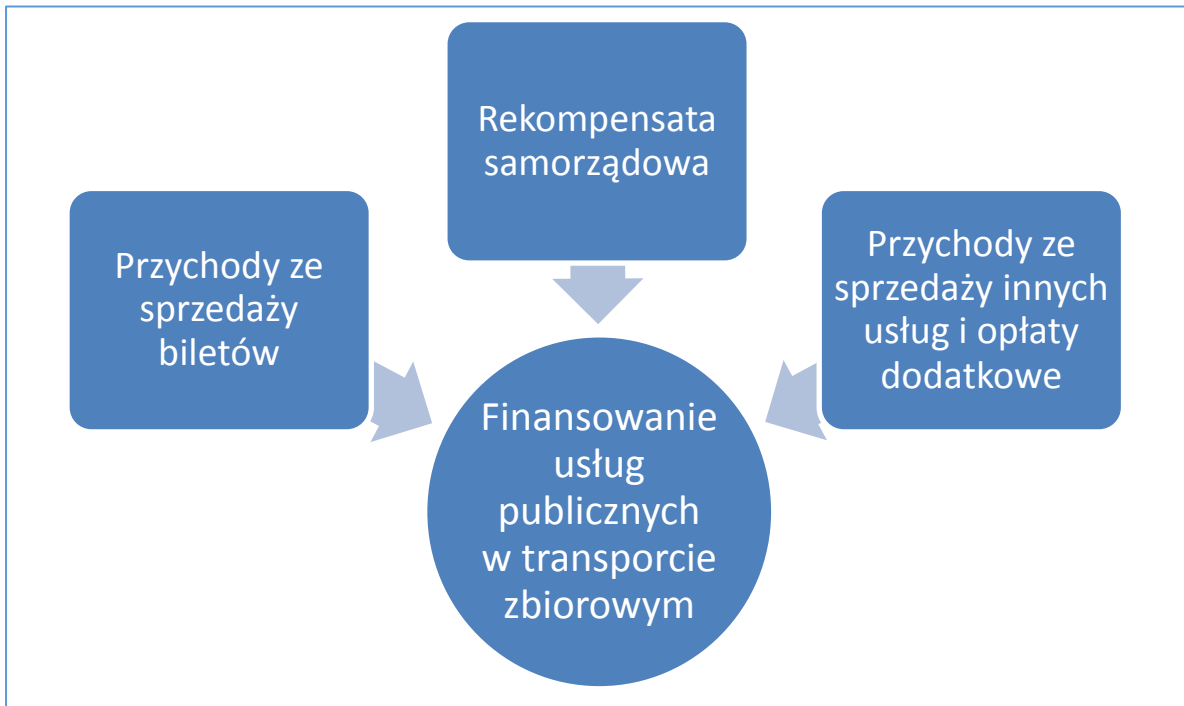 Rekompensata
samorządowa
Przychody ze
sprzedaży
biletów
Przychody ze
sprzedaży innych
usług i opłaty
dodatkowe
Finansowanie
usług
publicznych
w transporcie
zbiorowym